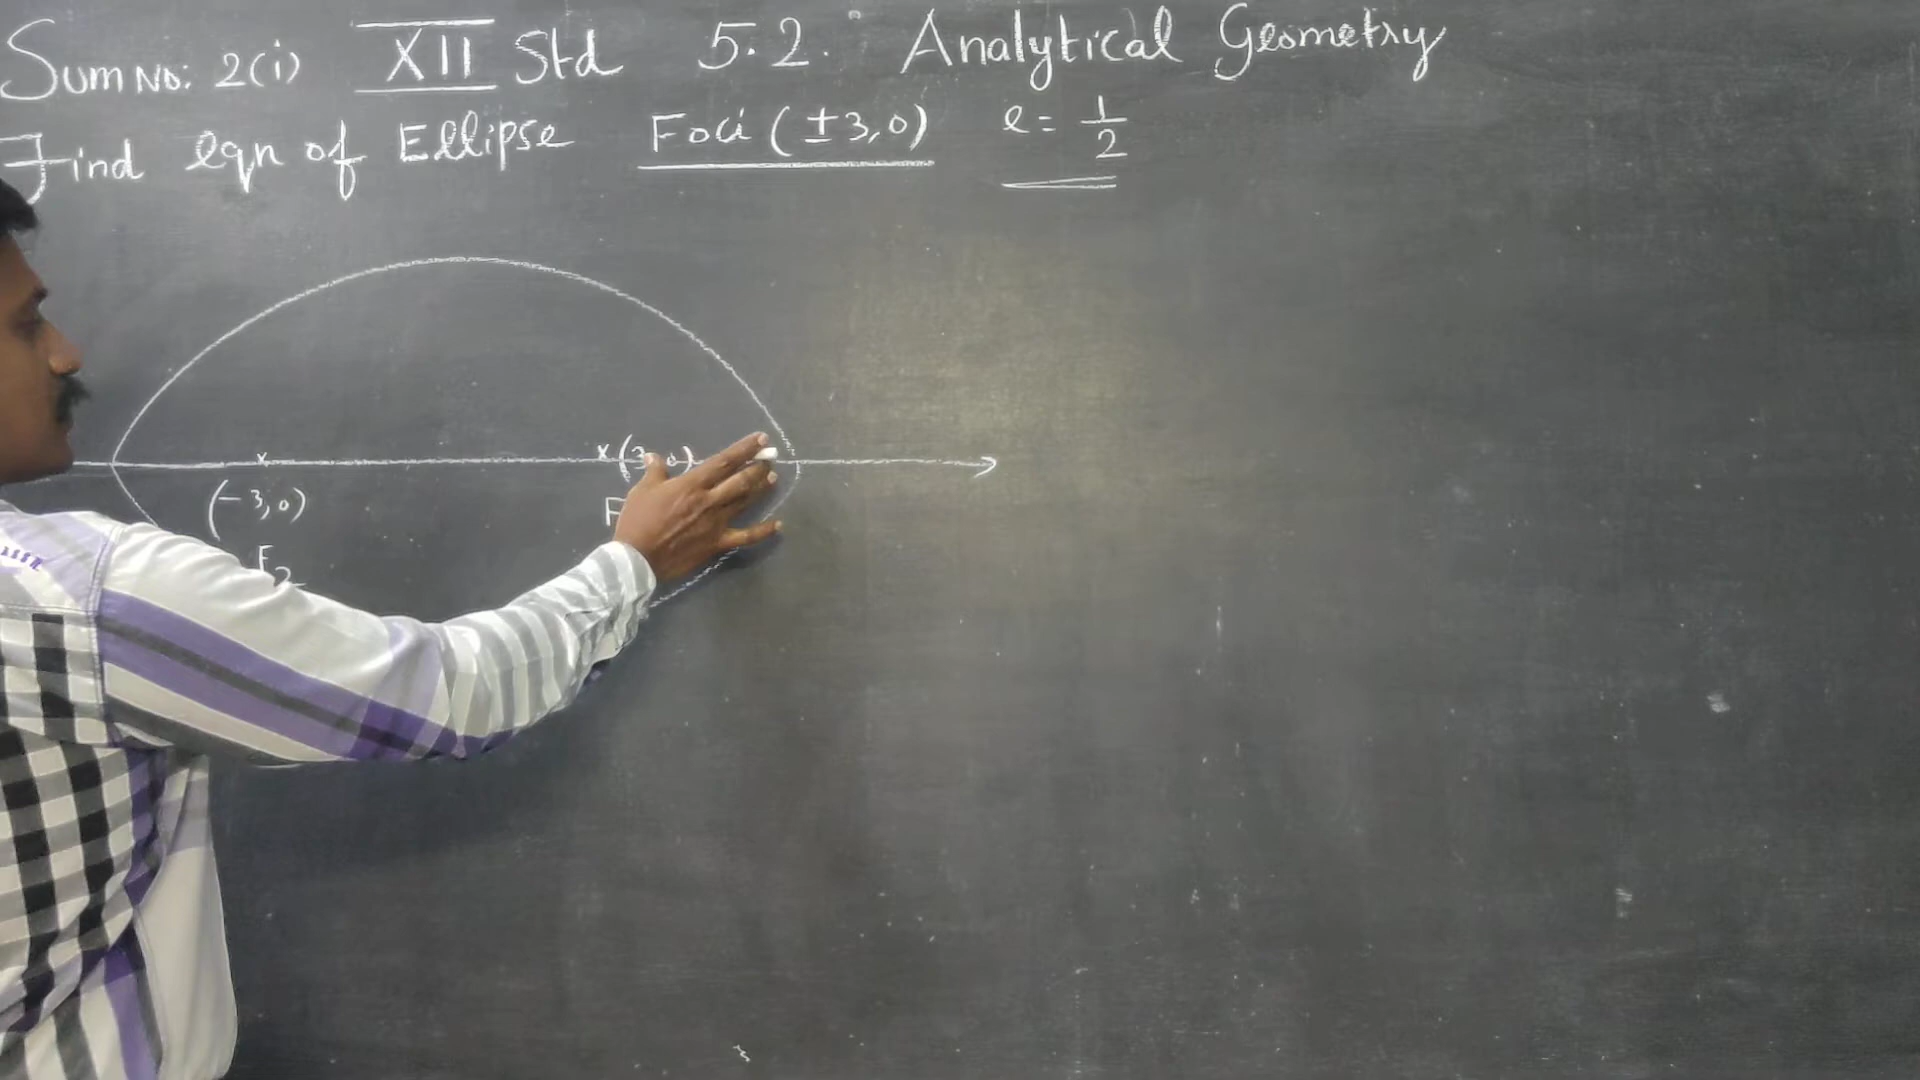 Sum No: 2(i) XII Std 5.2. Analytical Geometry
Find eqn of Ellipse Foci (±3,0) e= 1/2
(3,0)
(-3,0) F
F2